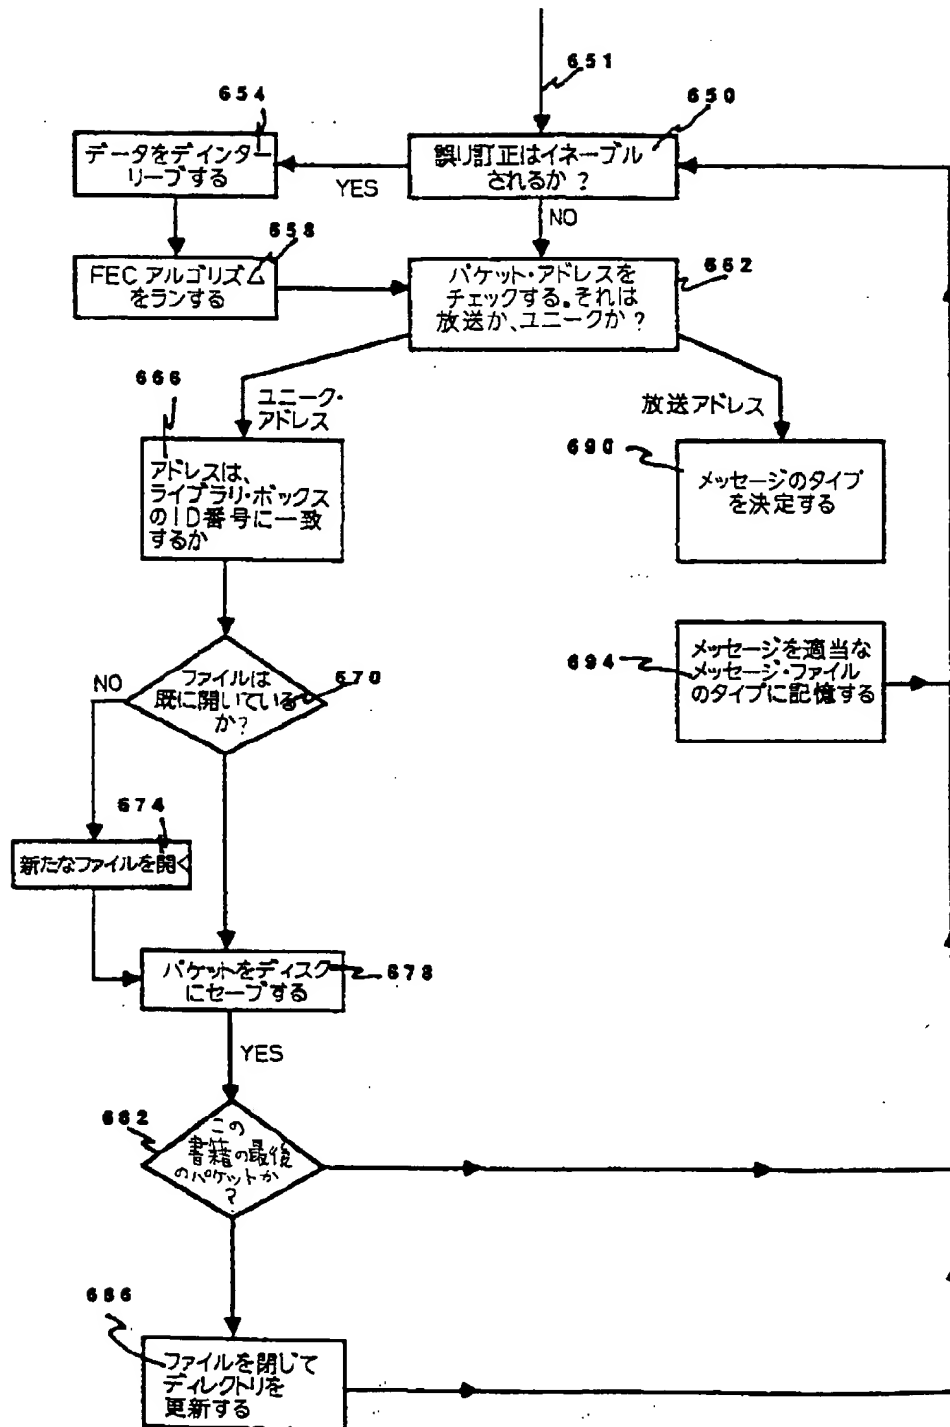 651
650
654
誤り訂正はイネーブル
されるか?
データをデインター
リーブする
YES
NO
658
FEC アルゴリズム
をランする
662
パケット・アドレスを
チェックする。それは
放送か、ユニークか?
666
ユニーク・
アドレス
放送アドレス
アドレスは、
ライブラリ・ボックス
のID番号に一致
するか
690
メッセージのタイプ
を決定する
694
メッセージを適当な
メッセージ・ファイル
のタイプに記憶する
NO
ファイルは
既に開いている
か?
670
674
新たなファイルを開く
パケットをディスク
にセーブする
678
YES
682
この
書籍の最後
のパケットか
?
686
ファイルを閉じて
ディレクトリを
更新する